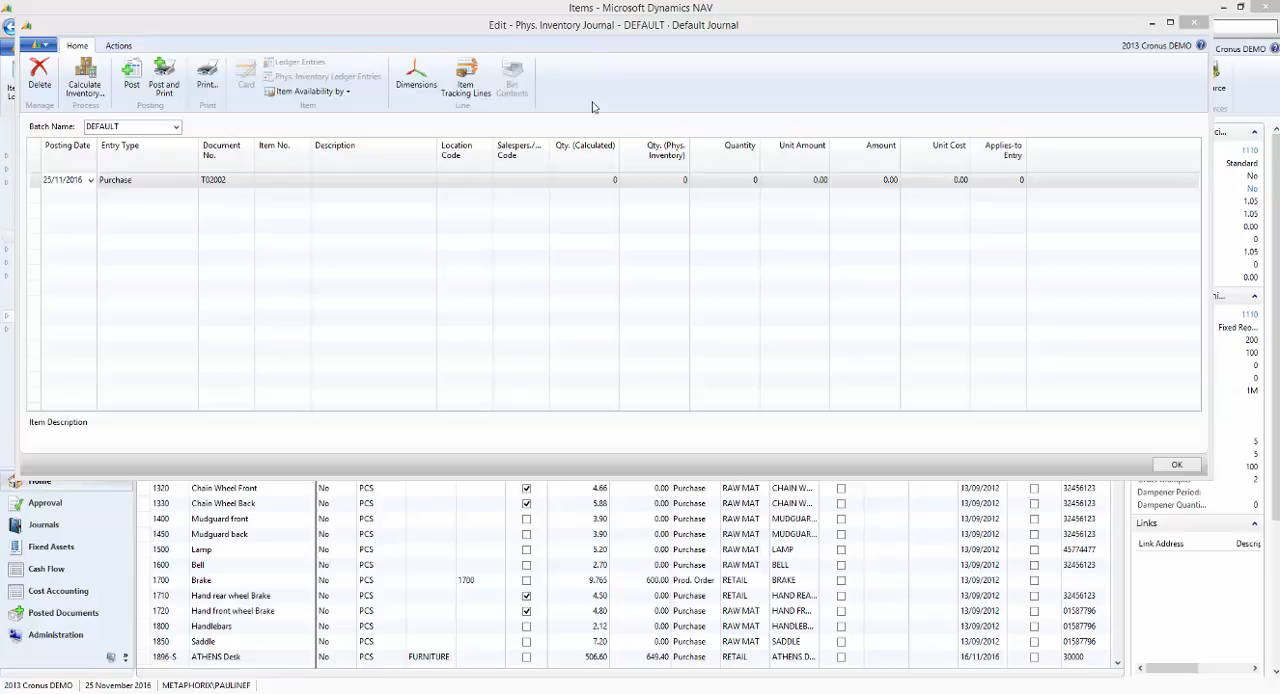 Items - Microsoft Dynamics NAV
Edit - Phys. Inventory Journal - DEFAULT · Default Journal
Home Actions 2013 Cronus DEMO
Cronus DEMO
Delete Calculate Inventory... Post Post and Print Print... Card
Ledger Entries
Phys. Inventory Ledger Entries
Item Availability by
Dimensions Item Tracking Lines Bin Contents
Manage Process Posting Print Item Line
Batch Name: DEFAULT
Posting Date Entry Type Document No. Item No. Description Location Code Salespers./... Code Qty. (Calculated) Qty. (Phys. Inventory) Quantity Unit Amount Amount Unit Cost Applies-to Entry
25/11/2016 Purchase T02002 0 0 0 0.00 0.00 0.00 0
1110
Standard
No
No
1.05
1.05
0.00
0
1.05
0
0.00
1110
Fixed Reo...
200
100
0
0
1M
5
5
100
2
Item Description
OK
Dampener Period:
Dampener Quanti... 0
Links
Link Address Descrip
Home
Approval
Journals
Fixed Assets
Cash Flow
Cost Accounting
Posted Documents
Administration
1320 Chain Wheel Front No PCS 4.66 0.00 Purchase RAW MAT CHAIN W... 13/09/2012 32456123
1330 Chain Wheel Back No PCS 5.88 0.00 Purchase RAW MAT CHAIN W... 13/09/2012 32456123
1400 Mudguard front No PCS 3.90 0.00 Purchase RAW MAT MUDGUAR... 13/09/2012 32456123
1450 Mudguard back No PCS 3.90 0.00 Purchase RAW MAT MUDGUAR... 13/09/2012 32456123
1500 Lamp No PCS 5.20 0.00 Purchase RAW MAT LAMP 13/09/2012 45774477
1600 Bell No PCS 2.70 0.00 Purchase RAW MAT BELL 13/09/2012 32456123
1700 Brake No PCS 1700 9.765 600.00 Prod. Order RETAIL BRAKE 13/09/2012
1710 Hand rear wheel Brake No PCS 4.50 0.00 Purchase RETAIL HAND REA... 13/09/2012 32456123
1720 Hand front wheel Brake No PCS 4.80 0.00 Purchase RETAIL HAND FR... 13/09/2012 01587796
1800 Handlebars No PCS 2.12 0.00 Purchase RAW MAT HANDLEB... 13/09/2012 01587796
1850 Saddle No PCS 7.20 0.00 Purchase RAW MAT SADDLE 13/09/2012 01587796
1896-S ATHENS Desk No PCS FURNITURE 506.60 649.40 Purchase RETAIL ATHENS D... 16/11/2016 30000
2013 Cronus DEMO 25 November 2016 METAPHORIX\PAULINEF